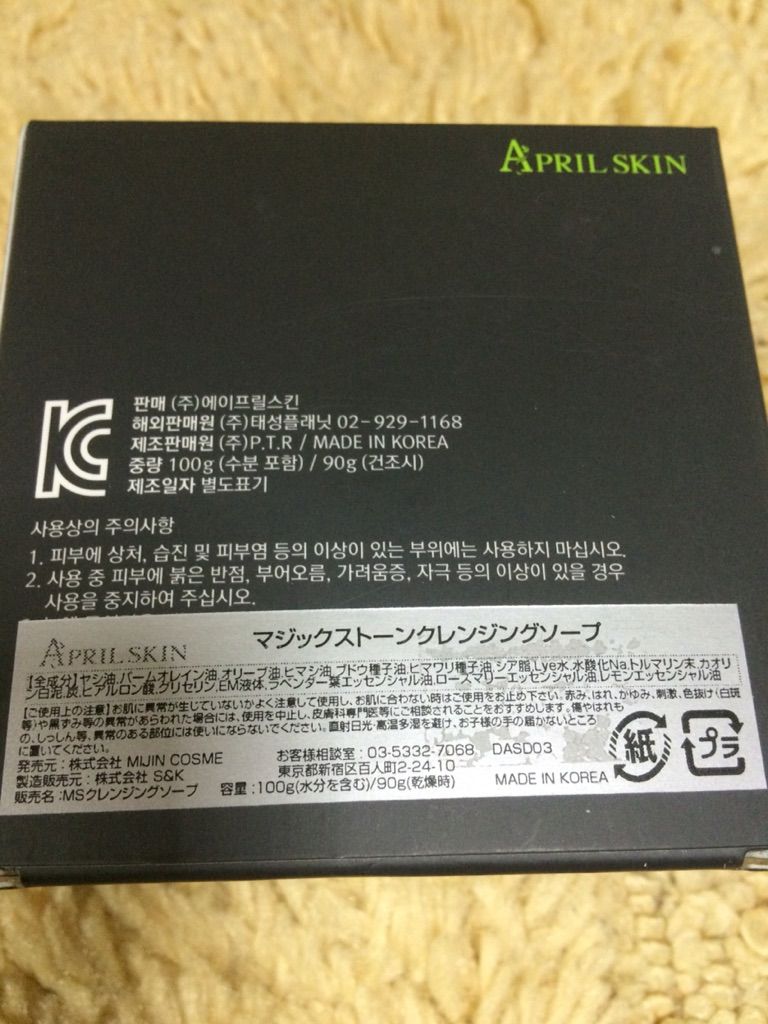 APRIL SKIN
판매 (주)에이프릴스킨
해외판매원 (주)태성플래닛 02-929-1168
제조판매원 (주)P.T.R / MADE IN KOREA
중량 100g (수분 포함) / 90g (건조시)
제조일자 별도표기
사용상의 주의사항
1. 피부에 상처, 습진 및 피부염 등의 이상이 있는 부위에는 사용하지 마십시오.
2. 사용 중 피부에 붉은 반점, 부어오름, 가려움증, 자극 등의 이상이 있을 경우
사용을 중지하여 주십시오.
APRIL SKIN
マジックストーンクレンジングソープ
【全成分】ヤシ油,パームオレイン油,オリーブ油,ヒマシ油,ブドウ種子油,ヒマワリ種子油,シア脂,Lye水,水酸化Na,トルマリン末,カオリ
ン白泥,炭,ヒアルロン酸,グリセリン,EM液体,ラベンダー葉エッセンシャル油,ローズマリーエッセンシャル油,レモンエッセンシャル油
【ご使用上の注意】お肌に異常が生じていないかよく注意して使用し、お肌に合わない時はご使用をお止め下さい。赤み、はれ、かゆみ、刺激、色抜け(白斑
等)や黒ずみ等の異常があらわれた場合には、使用を中止し、皮膚科専門医等にご相談されることをおすすめします。傷やはれも
の、しっしん等、異常のある部位には使いにならないでください。直射日光・高温多湿を避け、お子様の手の届かないところ
に置いてください。
発売元：株式会社 MIJIN COSME
お客様相談室：03-5332-7068 DASD03
製造販売元：株式会社 S&K
東京都新宿区百人町2-24-10
販売名：MSクレンジングソープ
容量：100g(水分を含む)/90g(乾燥時)
MADE IN KOREA
紙
プラ